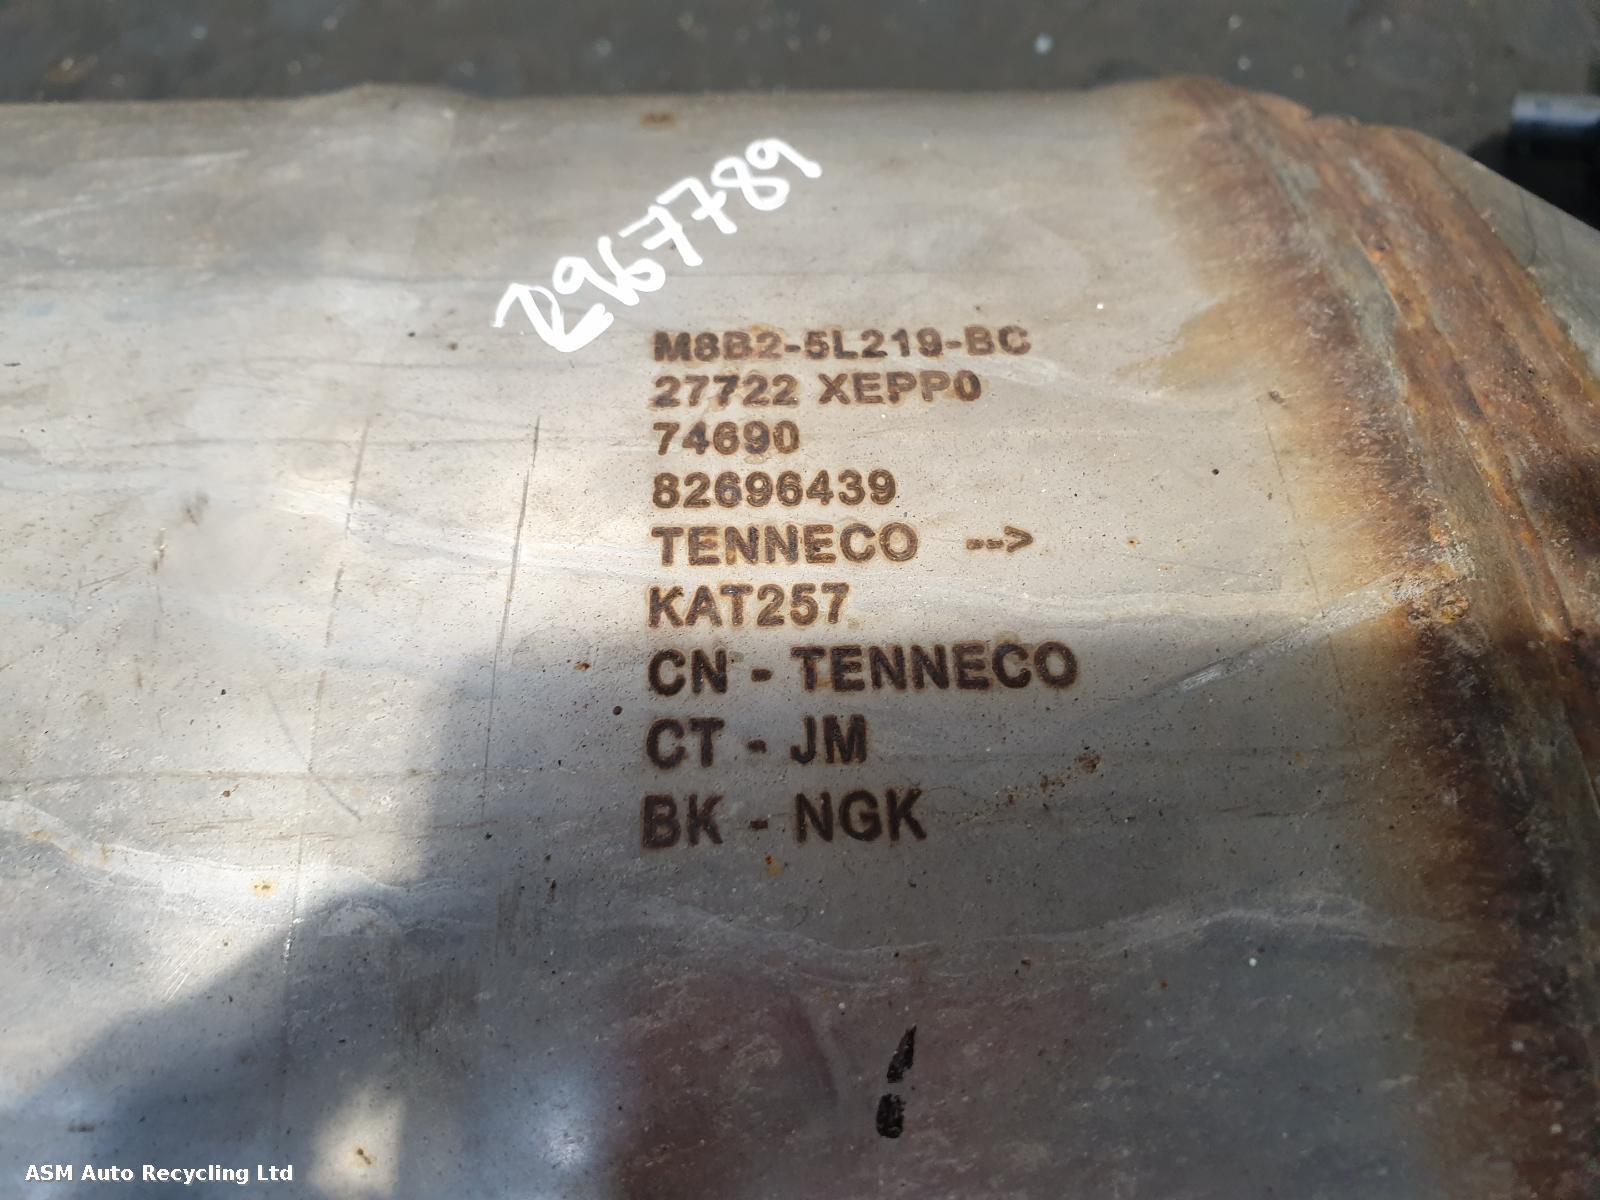 2967789
M8B2-5L219-BC
27722 XEPP0
74690
82696439
TENNECO -->
KAT257
CN - TENNECO
CT - JM
BK - NGK
ASM Auto Recycling Ltd